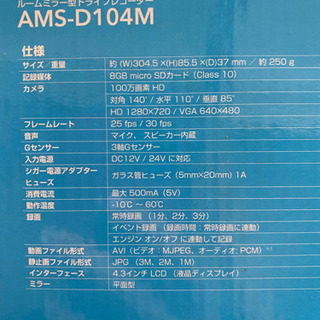 ルームミラー型ドライブレコーダー
AMS-D104M
仕様
サイズ／重量 約 (W)304.5×(H)85.5×(D)37 mm ／ 約 250 g
記録媒体 8GB micro SDカード（Class 10）
カメラ 100万画素 HD
対角 140° / 水平 110° / 垂直 85°
HD 1280×720 / VGA 640×480
フレームレート 25 fps / 30 fps
音声 マイク、スピーカー内蔵
Gセンサー 3軸Gセンサー
入力電源 DC12V / 24V に対応
シガー電源アダプター
ヒューズ ガラス管ヒューズ（5mm×20mm）1A
消費電流 最大 500mA（5V）
動作温度 -10℃ ～ 60℃
録画 常時録画（1分、2分、3分）
イベント録画（録画時間：常時録画に連動）
エンジン オン/オフ に連動して記録
動画ファイル形式 AVI（ビデオ：MJPEG、オーディオ:PCM）
静止画ファイル形式 JPG（3M、2M、1M）
インターフェース 4.3インチ LCD （液晶ディスプレイ）
ミラー 平面型